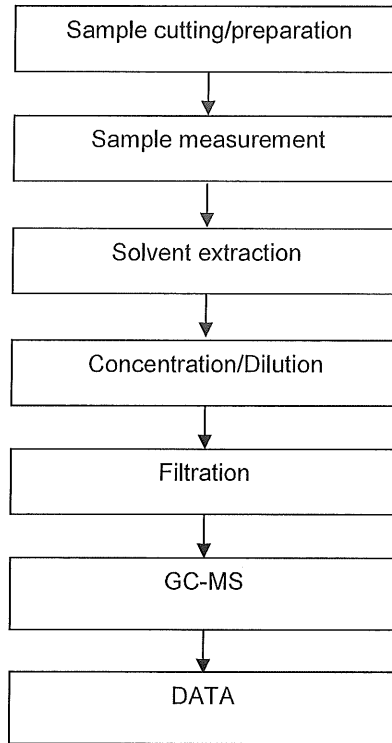 Sample cutting/preparation
Sample measurement
Solvent extraction
Concentration/Dilution
Filtration
GC-MS
DATA